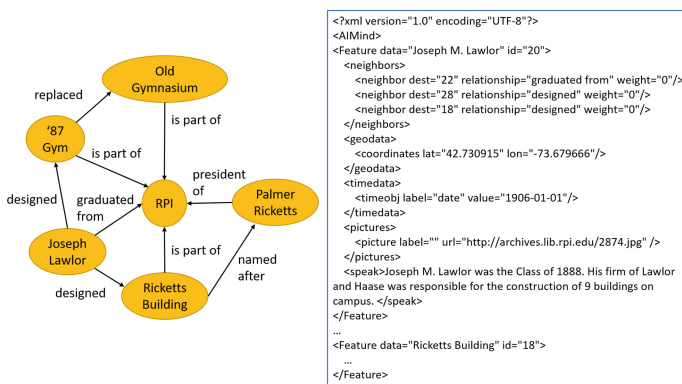 Old
Gymnasium
replaced
'87
Gym
is part of
is part of
president
of
designed
graduated
from
RPI
Palmer
Ricketts
Joseph
Lawlor
is part of
named
after
designed
Ricketts
Building
<?xml version="1.0" encoding="UTF-8"?>
<AIMind>
<Feature data="Joseph M. Lawlor" id="20">
<neighbors>
<neighbor dest="22" relationship="graduated from" weight="0"/>
<neighbor dest="28" relationship="designed" weight="0"/>
<neighbor dest="18" relationship="designed" weight="0"/>
</neighbors>
<geodata>
<coordinates lat="42.730915" lon="-73.679666"/>
</geodata>
<timedata>
<timeobj label="date" value="1906-01-01"/>
</timedata>
<pictures>
<picture label="" url="http://archives.lib.rpi.edu/2874.jpg" />
</pictures>
<speak>Joseph M. Lawlor was the Class of 1888. His firm of Lawlor
and Haase was responsible for the construction of 9 buildings on
campus. </speak>
</Feature>
…
<Feature data="Ricketts Building" id="18">
…
</Feature>